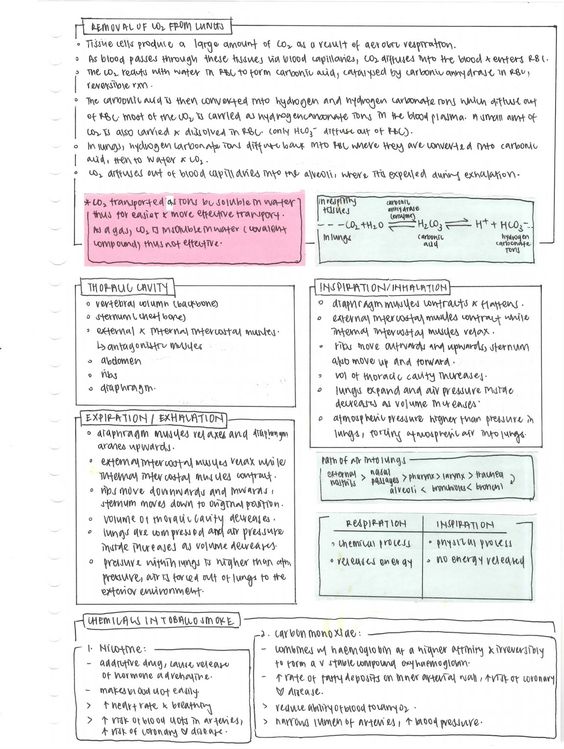 REMOVAL OF CO2 FROM LUNGS
Tissue cells produce a large amount of CO2 as a result of aerobic respiration.
As blood passes through these tissues via blood capillaries, CO2 diffuses into the blood & enters RBC.
The CO2 reacts with water in RBC to form carbonic acid, catalysed by carbonic anhydrase in RBC,
reversible rxn.
The carbonic acid is then converted into hydrogen and hydrogen carbonate ions which diffuse out
of RBC. most of the CO2 is carried as hydrogencarbonate ions in the blood plasma. A small amt of
CO2 is also carried & dissolved in RBC. (only HCO3- diffuse out of RBC).
In lungs, hydrogen carbonate ions diffuse back into RBC where they are converted into carbonic
acid, then to water & CO2.
CO2 diffuses out of blood capillaries into the alveoli, where it is expelled during exhalation.
* CO2 transported as ions bc soluble in water
thus for easier & more effective transport.
As a gas, CO2 is insoluble in water (covalent
compound) thus not effective.
in respiring
tissues
carbonic
anhydrase
(enzyme)
CO2 + H2O ⇌ H2CO3 ⇌ H+ + HCO3-
in lungs
carbonic
acid
hydrogen
carbonate
ions
THORACIC CAVITY
vertebral column (backbone)
sternum (chest bone)
external & internal intercostal muscles
↳ antagonistic muscles
abdomen
ribs
diaphragm.
INSPIRATION/INHALATION
diaphragm muscles contracts & flattens.
external intercostal muscles contract while
internal intercostal muscles relax.
ribs move outwards and upwards, sternum
also move up and forward.
vol of thoracic cavity increases.
lungs expand and air pressure inside
decreases as volume increases.
atmospheric pressure higher than pressure in
lungs, forcing atmospheric air into lungs.
EXPIRATION / EXHALATION
diaphragm muscles relaxes and diaphragm
arches upwards.
external intercostal muscles relax while
internal intercostal muscles contract.
ribs move downwards and inwards,
sternum moves down to original position.
volume of thoracic cavity decreases.
lungs are compressed and air pressure
inside increases as volume decreases.
pressure within lungs is higher than atm
pressure, air is forced out of lungs to the
exterior environment.
Path of air into lungs
external nostrils > nasal passages > pharynx > larynx > trachea
alveoli < bronchioles < bronchi
RESPIRATION INSPIRATION
chemical process physical process
releases energy no energy released
CHEMICALS IN TOBACCO SMOKE
1. Nicotine:
- addictive drug, cause release
of hormone adrenaline.
- makes blood clot easily
> ↑ heart rate & breathing
> ↑ risk of blood clots in arteries,
↑ risk of coronary ♡ disease.
2. carbon monoxide:
- combines w haemoglobin at a higher affinity & irreversibly
to form a v stable compound oxyhaemoglobin.
- ↑ rate of fatty deposits on inner arterial wall, ↑ risk of coronary
♡ disease.
> reduce ability of blood to carry O2.
> narrows lumen of arteries, ↑ blood pressure.